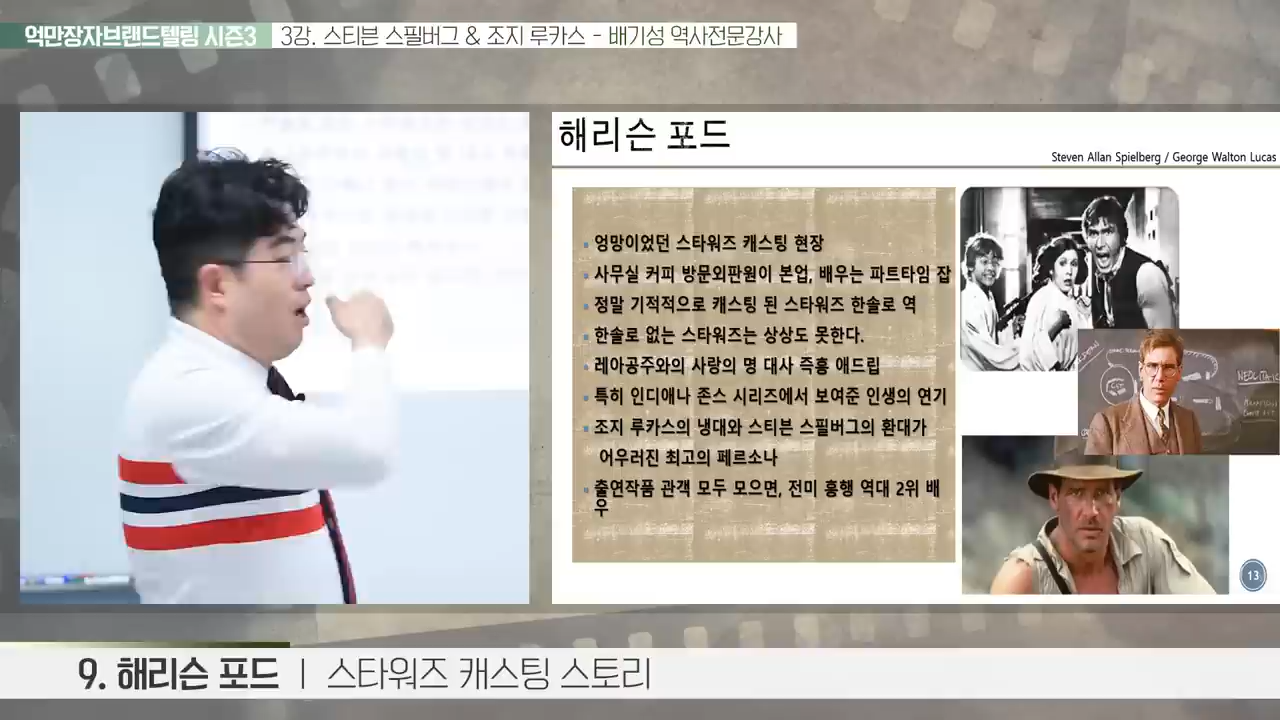 억만장자브랜드텔링 시즌3
3강. 스티븐 스필버그 & 조지 루카스 - 배기성 역사전문강사
해리슨 포드
Steven Allan Spielberg / George Walton Lucas
엉망이었던 스타워즈 캐스팅 현장
사무실 커피 방문외판원이 본업, 배우는 파트타임 잡
정말 기적적으로 캐스팅 된 스타워즈 한솔로 역
한솔로 없는 스타워즈는 상상도 못한다.
레아공주와의 사랑의 명 대사 즉흥 애드립
특히 인디애나 존스 시리즈에서 보여준 인생의 연기
조지 루카스의 냉대와 스티븐 스필버그의 환대가
어우러진 최고의 페르소나
출연작품 관객 모두 모으면, 전미 흥행 역대 2위 배
우
NEOLITHIC
13
9. 해리슨 포드 | 스타워즈 캐스팅 스토리